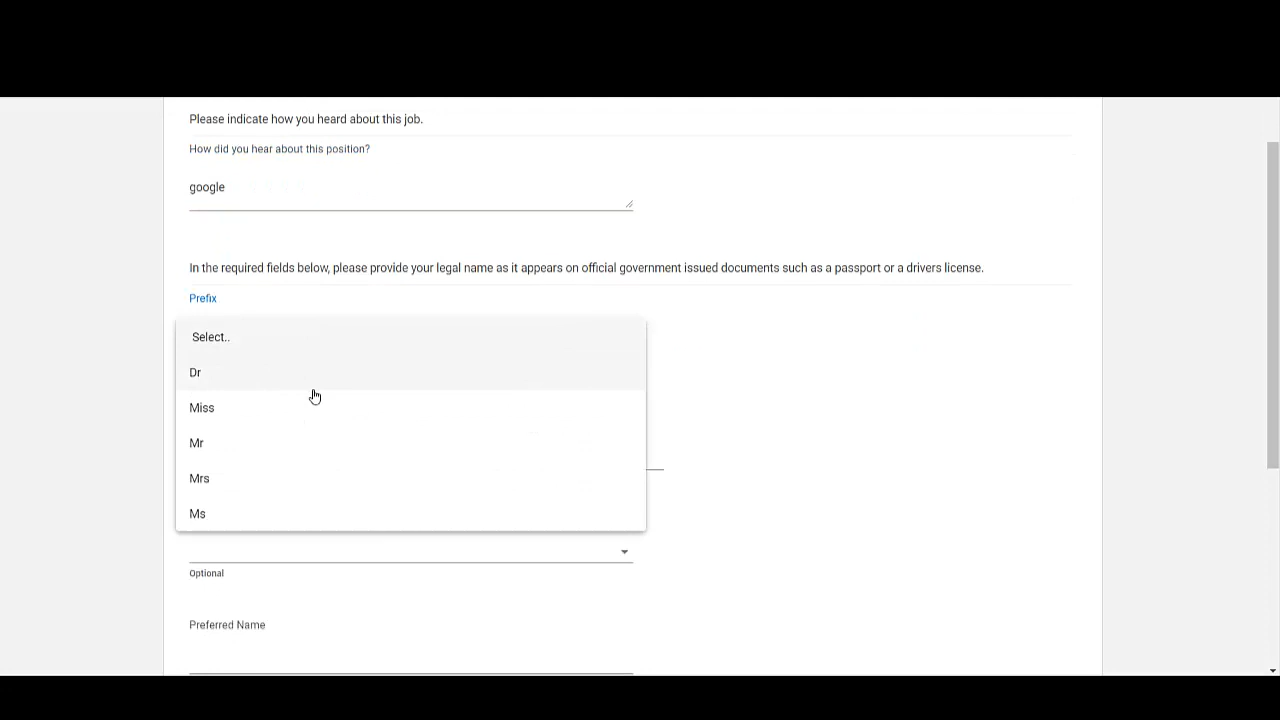 Please indicate how you heard about this job.
How did you hear about this position?
google
In the required fields below, please provide your legal name as it appears on official government issued documents such as a passport or a drivers license.
Prefix
Select..
Dr
Miss
Mr
Mrs
Ms
Optional
Preferred Name